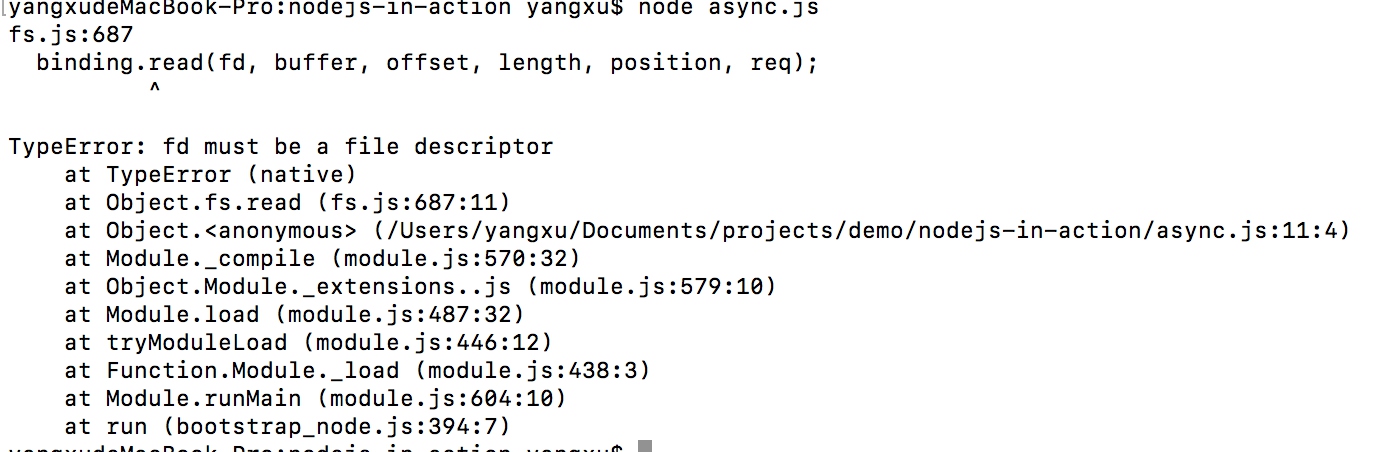 [yangxudeMacBook-Pro:nodejs-in-action yangxu$ node async.js
fs.js:687
  binding.read(fd, buffer, offset, length, position, req);
          ^
TypeError: fd must be a file descriptor
    at TypeError (native)
    at Object.fs.read (fs.js:687:11)
    at Object.<anonymous> (/Users/yangxu/Documents/projects/demo/nodejs-in-action/async.js:11:4)
    at Module._compile (module.js:570:32)
    at Object.Module._extensions..js (module.js:579:10)
    at Module.load (module.js:487:32)
    at tryModuleLoad (module.js:446:12)
    at Function.Module._load (module.js:438:3)
    at Module.runMain (module.js:604:10)
    at run (bootstrap_node.js:394:7)
yangxudeMacBook-Pro:nodejs-in-action yangxu$